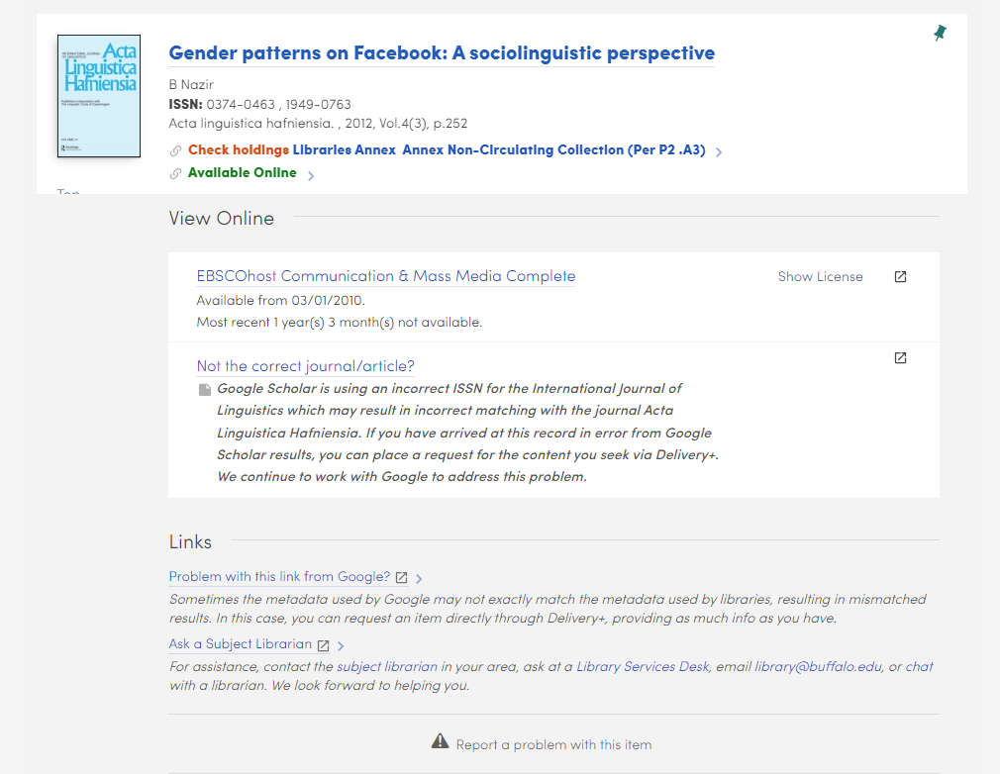 INTERNATIONAL JOURNAL
OF LINGUISTICS
Acta
Linguistica
Hafniensia
Gender patterns on Facebook: A sociolinguistic perspective
B Nazir
ISSN: 0374-0463 , 1949-0763
Acta linguistica hafniensia. , 2012, Vol.4(3), p.252
Check holdings Libraries Annex Annex Non-Circulating Collection (Per P2 .A3)
Available Online
Top
View Online
EBSCOhost Communication & Mass Media Complete
Show License
Available from 03/01/2010.
Most recent 1 year(s) 3 month(s) not available.
Not the correct journal/article?
Google Scholar is using an incorrect ISSN for the International Journal of
Linguistics which may result in incorrect matching with the journal Acta
Linguistica Hafniensia. If you have arrived at this record in error from Google
Scholar results, you can place a request for the content you seek via Delivery+.
We continue to work with Google to address this problem.
Links
Problem with this link from Google?
Sometimes the metadata used by Google may not exactly match the metadata used by libraries, resulting in mismatched
results. In this case, you can request an item directly through Delivery+, providing as much info as you have.
Ask a Subject Librarian
For assistance, contact the subject librarian in your area, ask at a Library Services Desk, email library@buffalo.edu, or chat
with a librarian. We look forward to helping you.
Report a problem with this item